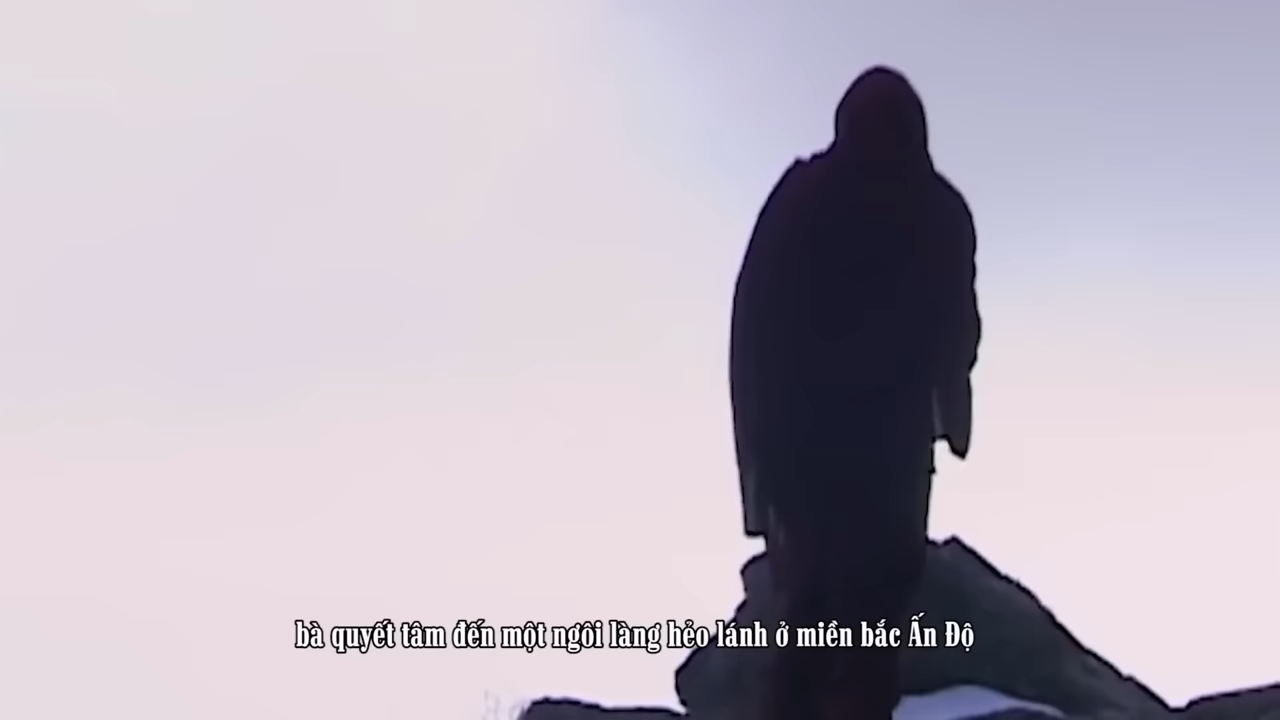 bà quyết tâm đến một ngôi làng hẻo lánh ở miền bắc Ấn Độ